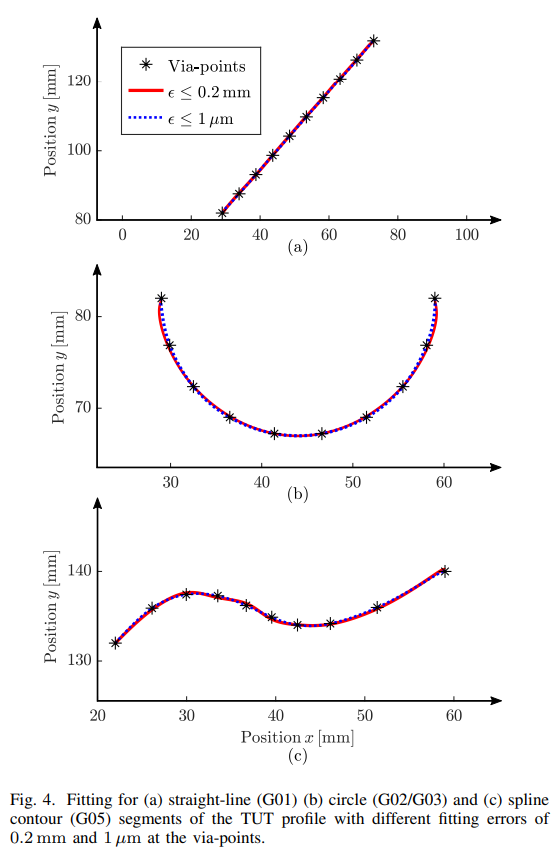 120
100
80
Position y [mm]
Via-points
ϵ ≤ 0.2 mm
ϵ ≤ 1 μm
0 20 40 60 80 100
(a)
80
70
Position y [mm]
30 40 50 60
(b)
140
130
Position y [mm]
20 30 40 50 60
Position x [mm]
(c)
Fig. 4. Fitting for (a) straight-line (G01) (b) circle (G02/G03) and (c) spline
contour (G05) segments of the TUT profile with different fitting errors of
0.2 mm and 1 μm at the via-points.